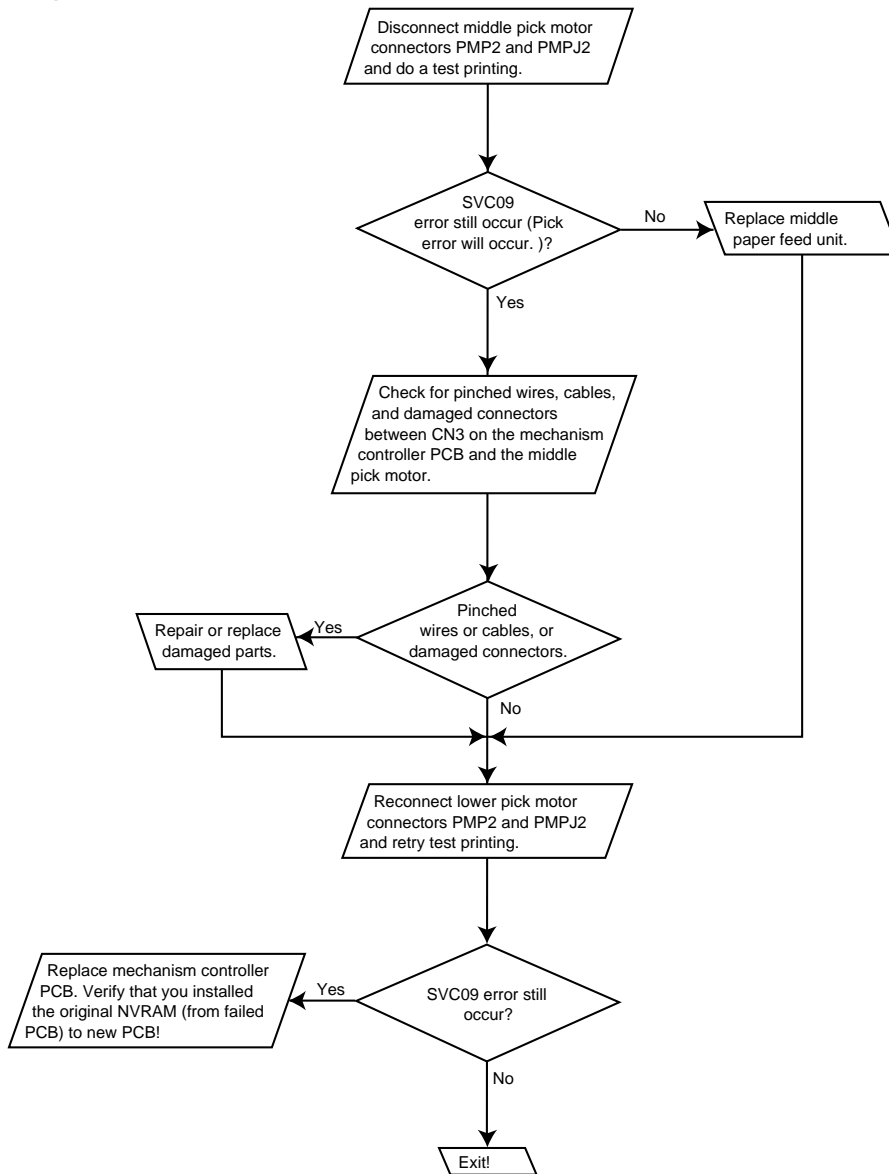 Disconnect middle pick motor
connectors PMP2 and PMPJ2
and do a test printing.
SVC09
error still occur (Pick
error will occur. )?
No
Replace middle
paper feed unit.
Yes
Check for pinched wires, cables,
and damaged connectors
between CN3 on the mechanism
controller PCB and the middle
pick motor.
Pinched
wires or cables, or
damaged connectors.
Yes
Repair or replace
damaged parts.
No
Reconnect lower pick motor
connectors PMP2 and PMPJ2
and retry test printing.
SVC09 error still
occur?
Yes
Replace mechanism controller
PCB. Verify that you installed
the original NVRAM (from failed
PCB) to new PCB!
No
Exit!